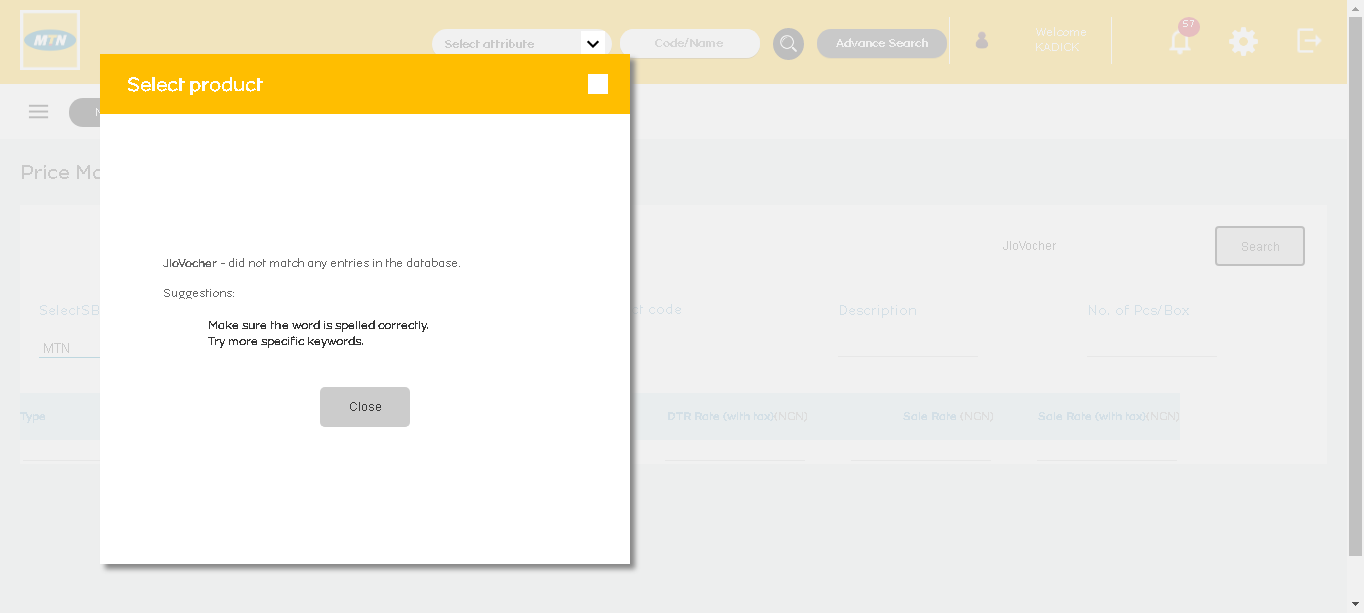 MTN
Select attribute
Code/Name
Advance Search
Welcome
KADICK
57
Select product
Price Mo
JioVocher
Search
JioVocher - did not match any entries in the database.
Suggestions:
Make sure the word is spelled correctly.
Try more specific keywords.
Close
SelectSB
code
Description
No. of Pcs/Box
MTN
Type
DTR Rate (with tax)(NGN)
Sale Rate (NGN)
Sale Rate (with tax)(NGN)